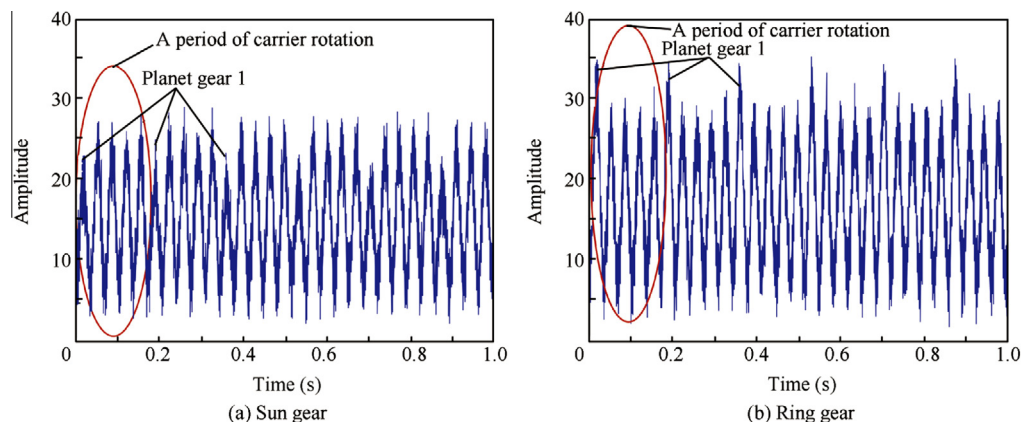 40
A period of carrier rotation
Planet gear 1
30
20
10
0
0.2
0.4
0.6
0.8
1.0
Amplitude
Time (s)
(a) Sun gear
40
A period of carrier rotation
Planet gear 1
30
20
10
0
0.2
0.4
0.6
0.8
1.0
Amplitude
Time (s)
(b) Ring gear